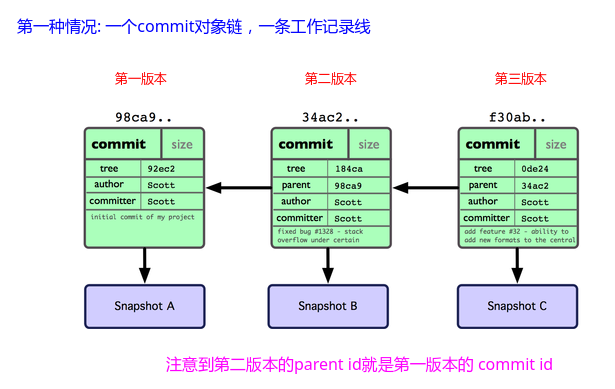 第一种情况: 一个commit对象链，一条工作记录线
第一版本
第二版本
第三版本
98ca9..
34ac2..
f30ab..
commit size
tree 92ec2
author Scott
committer Scott
initial commit of my project
commit size
tree 184ca
parent 98ca9
author Scott
committer Scott
fixed bug #1328 - stack
overflow under certain
commit size
tree 0de24
parent 34ac2
author Scott
committer Scott
add feature #32 - ability to
add new formats to the central
Snapshot A
Snapshot B
Snapshot C
注意到第二版本的parent id就是第一版本的 commit id